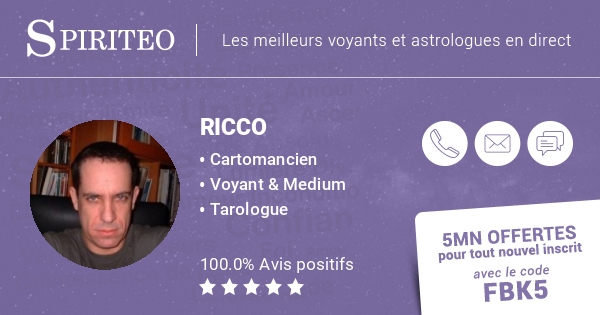 SPIRITEO
Les meilleurs voyants et astrologues en direct
RICCO
• Cartomancien
• Voyant & Medium
• Tarologue
100.0% Avis positifs
5MN OFFERTES
pour tout nouvel inscrit
avec le code
FBK5